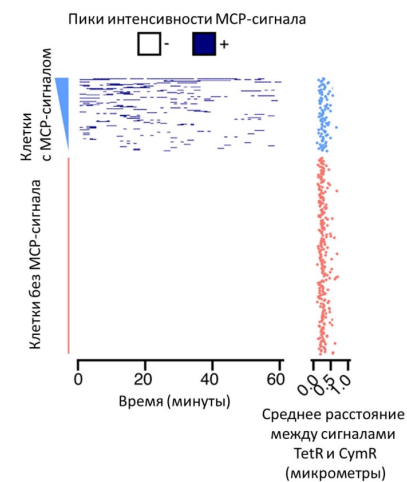 Пики интенсивности MCP-сигнала
- +
Клетки
с MCP-сигналом
Клетки без MCP-сигнала
0 20 40 60
Время (минуты)
0.0 0.5 1.0
Среднее расстояние
между сигналами
TetR и CymR
(микрометры)